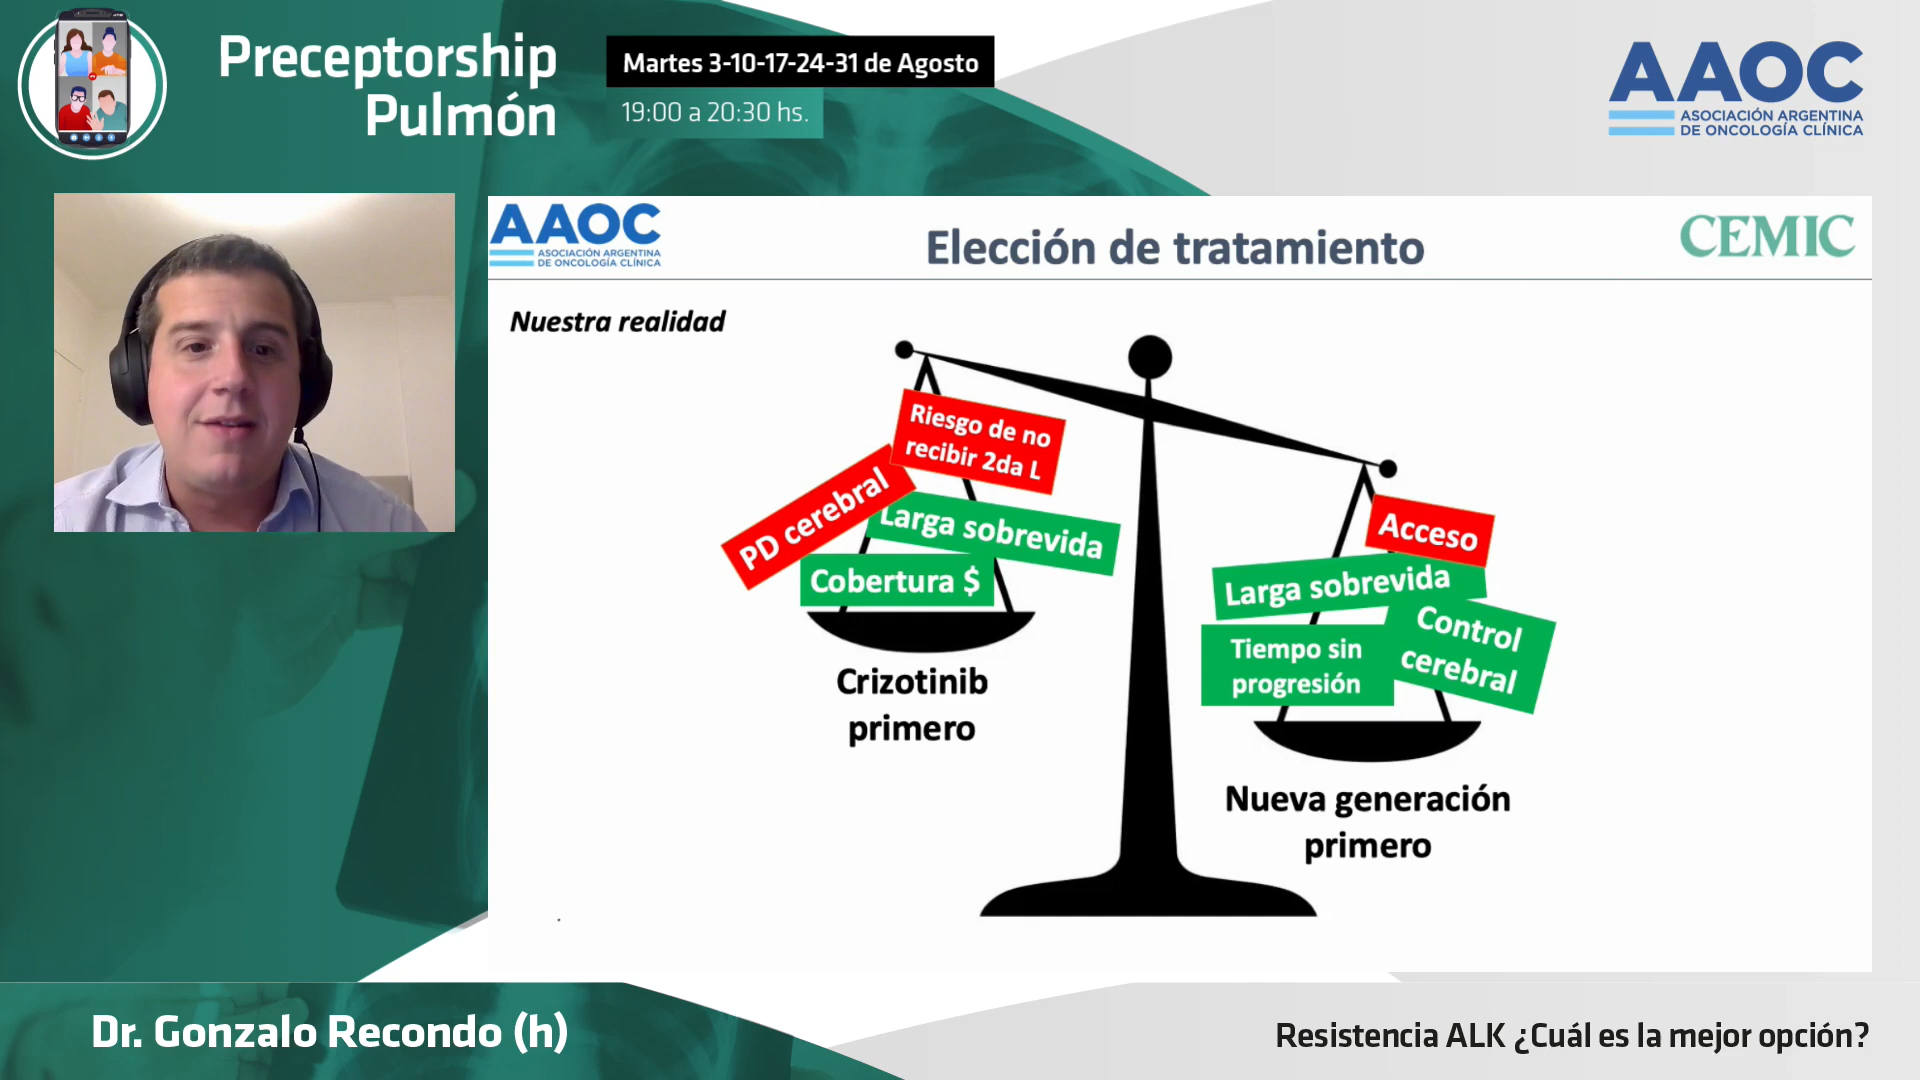 Preceptorship
Pulmón
Martes 3-10-17-24-31 de Agosto
19:00 a 20:30 hs.
AAOC
ASOCIACIÓN ARGENTINA
DE ONCOLOGÍA CLÍNICA
AAOC
ASOCIACIÓN ARGENTINA
DE ONCOLOGÍA CLÍNICA
Elección de tratamiento
CEMIC
Nuestra realidad
Riesgo de no
recibir 2da L
PD cerebral
Larga sobrevida
Cobertura $
Crizotinib
primero
Acceso
Larga sobrevida
Control
cerebral
Tiempo sin
progresión
Nueva generación
primero
Dr. Gonzalo Recondo (h)
Resistencia ALK ¿Cuál es la mejor opción?